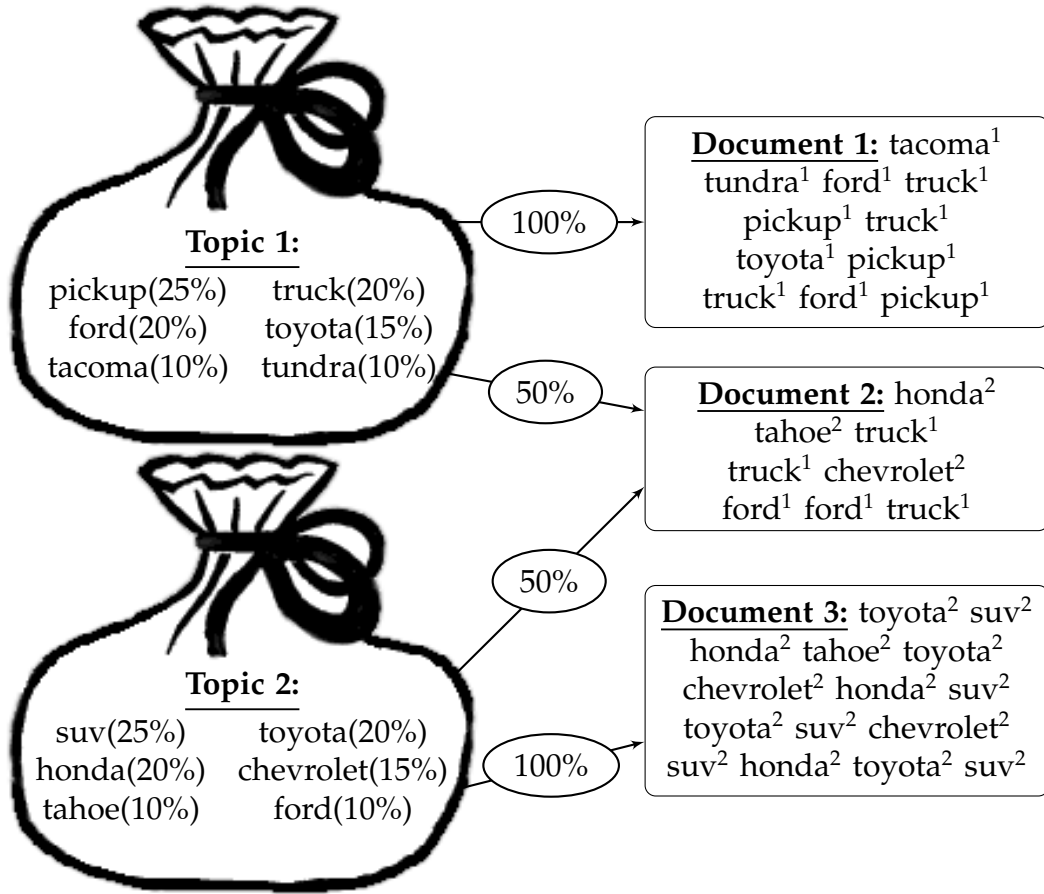 Topic 1:
pickup(25%) truck(20%)
ford(20%) toyota(15%)
tacoma(10%) tundra(10%)
100%
50%
Document 1: tacoma¹
tundra¹ ford¹ truck¹
pickup¹ truck¹
toyota¹ pickup¹
truck¹ ford¹ pickup¹
Document 2: honda²
tahoe² truck¹
truck¹ chevrolet²
ford¹ ford¹ truck¹
Topic 2:
suv(25%) toyota(20%)
honda(20%) chevrolet(15%)
tahoe(10%) ford(10%)
50%
100%
Document 3: toyota² suv²
honda² tahoe² toyota²
chevrolet² honda² suv²
toyota² suv² chevrolet²
suv² honda² toyota² suv²